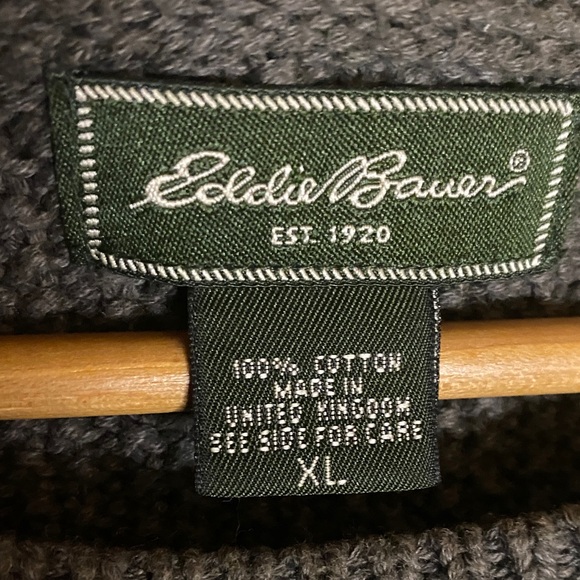 Eddie Bauer®
EST. 1920
100% COTTON
MADE IN
UNITED KINGDOM
SEE SIDE FOR CARE
XL